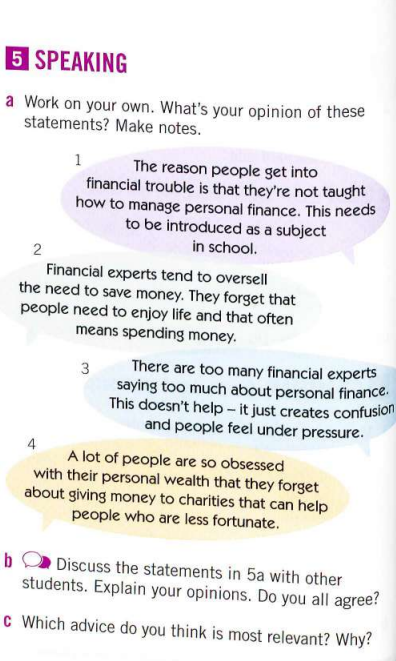 5 SPEAKING
a Work on your own. What's your opinion of these
statements? Make notes.
1
The reason people get into
financial trouble is that they're not taught
how to manage personal finance. This needs
to be introduced as a subject
in school.
2
Financial experts tend to oversell
the need to save money. They forget that
people need to enjoy life and that often
means spending money.
3
There are too many financial experts
saying too much about personal finance.
This doesn't help – it just creates confusion
and people feel under pressure.
4
A lot of people are so obsessed
with their personal wealth that they forget
about giving money to charities that can help
people who are less fortunate.
b Discuss the statements in 5a with other
students. Explain your opinions. Do you all agree?
c Which advice do you think is most relevant? Why?